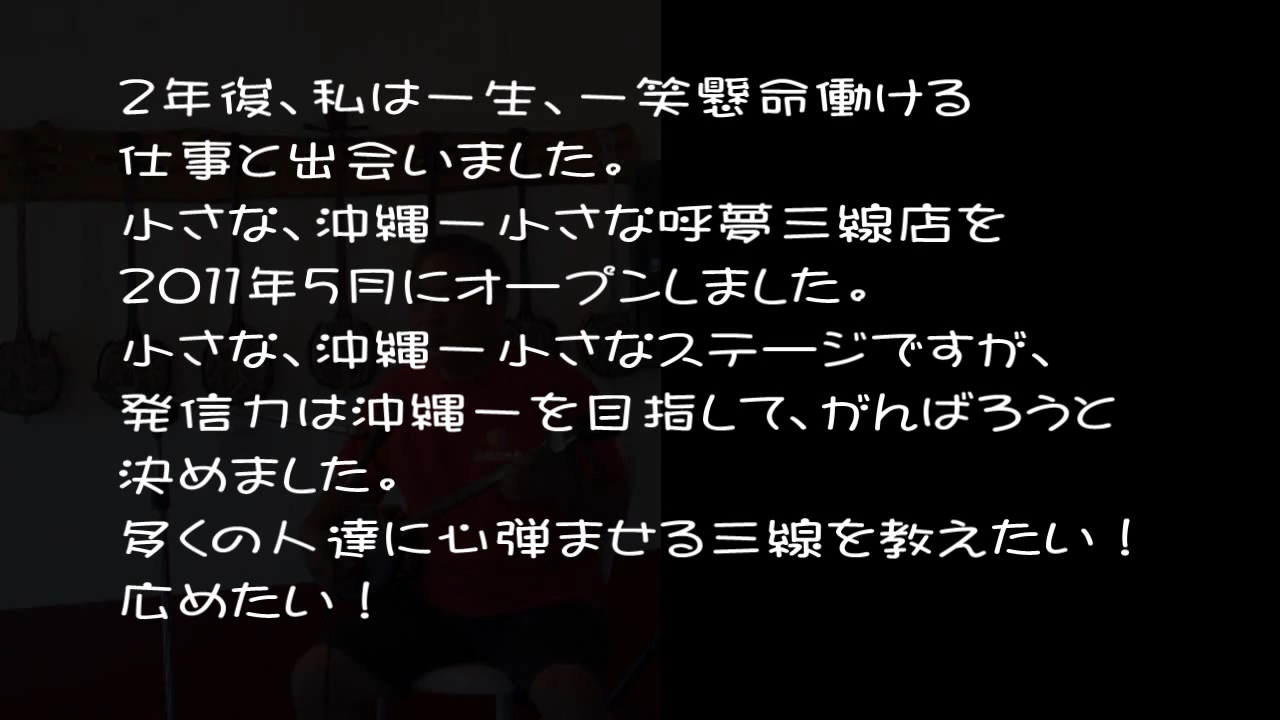 2年後、私は一生、一笑懸命働ける
仕事と出会いました。
小さな、沖縄一小さな呼夢三線店を
2011年5月にオープンしました。
小さな、沖縄一小さなステージですが、
発信力は沖縄一を目指して、がんばろうと
決めました。
多くの人達に心弾ませる三線を教えたい！
広めたい！